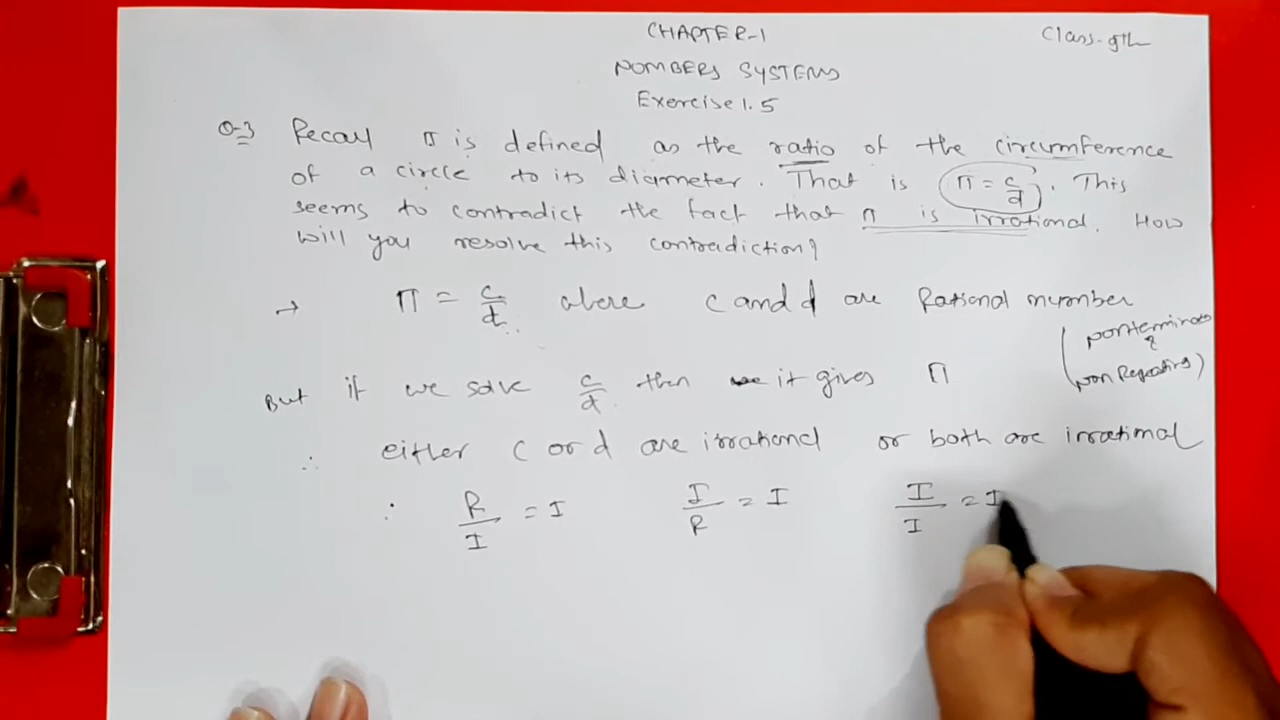 CHAPTER-1
Class-9th
NUMBERS SYSTEMS
Exercise 1.5
Q-3 Recall π is defined as the ratio of the circumference
of a circle to its diameter. That is π = c/d. This
seems to contradict the fact that π is irrational. How
will you resolve this contradiction?
→ π = c/d where c and d are Rational number
But if we solve c/d then it gives π (nonterminat & non Repeating)
∴ either c or d are irrational or both are irrational
∴ R/I = I I/R = I I/I = I